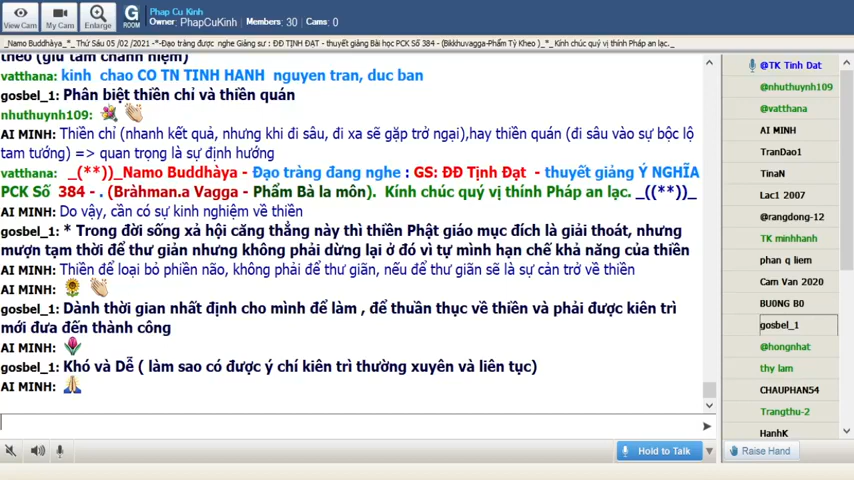 View Cams
My Cam
Enlarge
G
ROOM
Phap Cu Kinh
Owner: PhapCuKinh Members: 30 Cams: 0
_Namo Buddhàya_*_ Thứ Sáu 05 /02 /2021 -*-Đạo tràng được nghe Giảng sư : ĐĐ TỊNH ĐẠT - thuyết giảng Bài học PCK Số 384 - (Bikkhuvagga-Phẩm Tỳ Kheo )_*_ Kính chúc quý vị thính Pháp an lạc._
theo (giữ tâm chánh niệm)
vatthana: kinh chao CO TN TINH HANH nguyen tran, duc ban
gosbel_1: Phân biệt thiền chỉ và thiền quán
nhuthuynh109:
AI MINH: Thiền chỉ (nhanh kết quả, nhưng khi đi sâu, đi xa sẽ gặp trở ngại),hay thiền quán (đi sâu vào sự bộc lộ
tam tướng) => quan trọng là sự định hướng
vatthana: _(**))_Namo Buddhàya - Đạo tràng đang nghe : GS: ĐĐ Tịnh Đạt - thuyết giảng Ý NGHĨA
PCK Số 384 - . (Bràhman.a Vagga - Phẩm Bà la môn). Kính chúc quý vị thính Pháp an lạc. _((**))_
AI MINH: Do vậy, cần có sự kinh nghiệm về thiền
gosbel_1: * Trong đời sống xả hội căng thẳng này thì thiền Phật giáo mục đích là giải thoát, nhưng
mượn tạm thời để thư giản nhưng không phải dừng lại ở đó vì tự mình hạn chế khả năng của thiền
AI MINH: Thiền để loại bỏ phiền não, không phải để thư giãn, nếu để thư giãn sẽ là sự cản trở về thiền
AI MINH:
gosbel_1: Dành thời gian nhất định cho mình để làm , để thuần thục về thiền và phải được kiên trì
mới đưa đến thành công
AI MINH:
gosbel_1: Khó và Dễ ( làm sao có được ý chí kiên trì thường xuyên và liên tục)
AI MINH:
@TK Tinh Dat
@nhuthuynh109
@vatthana
AI MINH
TranDao1
TinaN
Lac1 2007
@rangdong-12
TK minhhanh
phan q liem
Cam Van 2020
BU0NG B0
gosbel_1
@hongnhat
thy lam
CHAUPHAN54
Trangthu-2
HanhK
Hold to Talk
Raise Hand